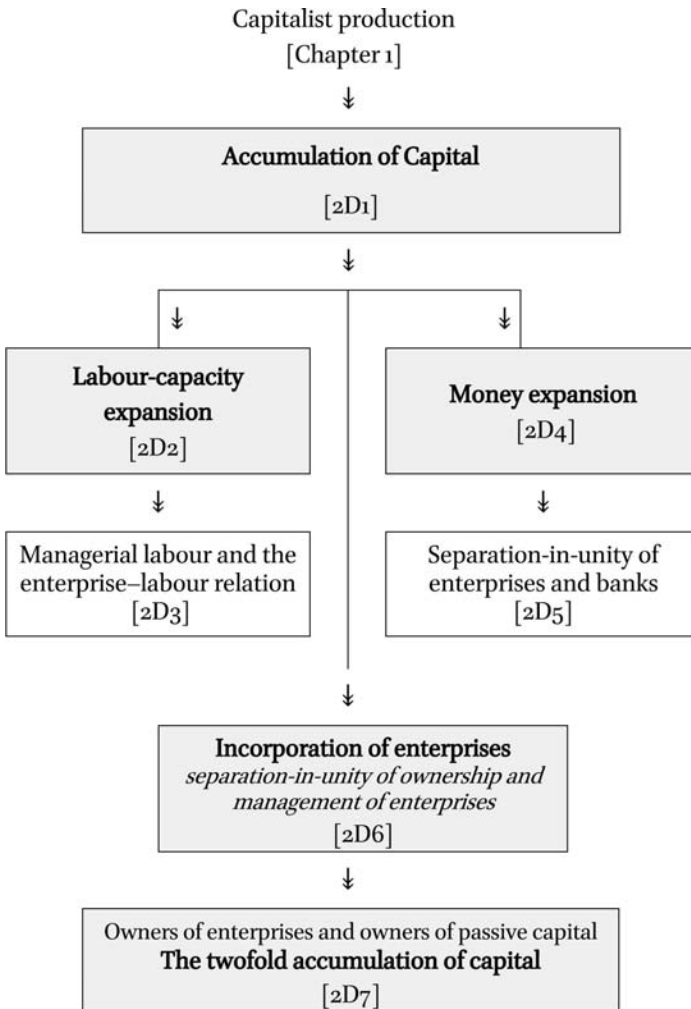 Capitalist production
[Chapter 1]
↡
Accumulation of Capital
[2D1]
↡
↡
↡
Labour-capacity
expansion
[2D2]
Money expansion
[2D4]
↡
↡
Managerial labour and the
enterprise–labour relation
[2D3]
Separation-in-unity of
enterprises and banks
[2D5]
↡
Incorporation of enterprises
separation-in-unity of ownership and
management of enterprises
[2D6]
↡
Owners of enterprises and owners of passive capital
The twofold accumulation of capital
[2D7]